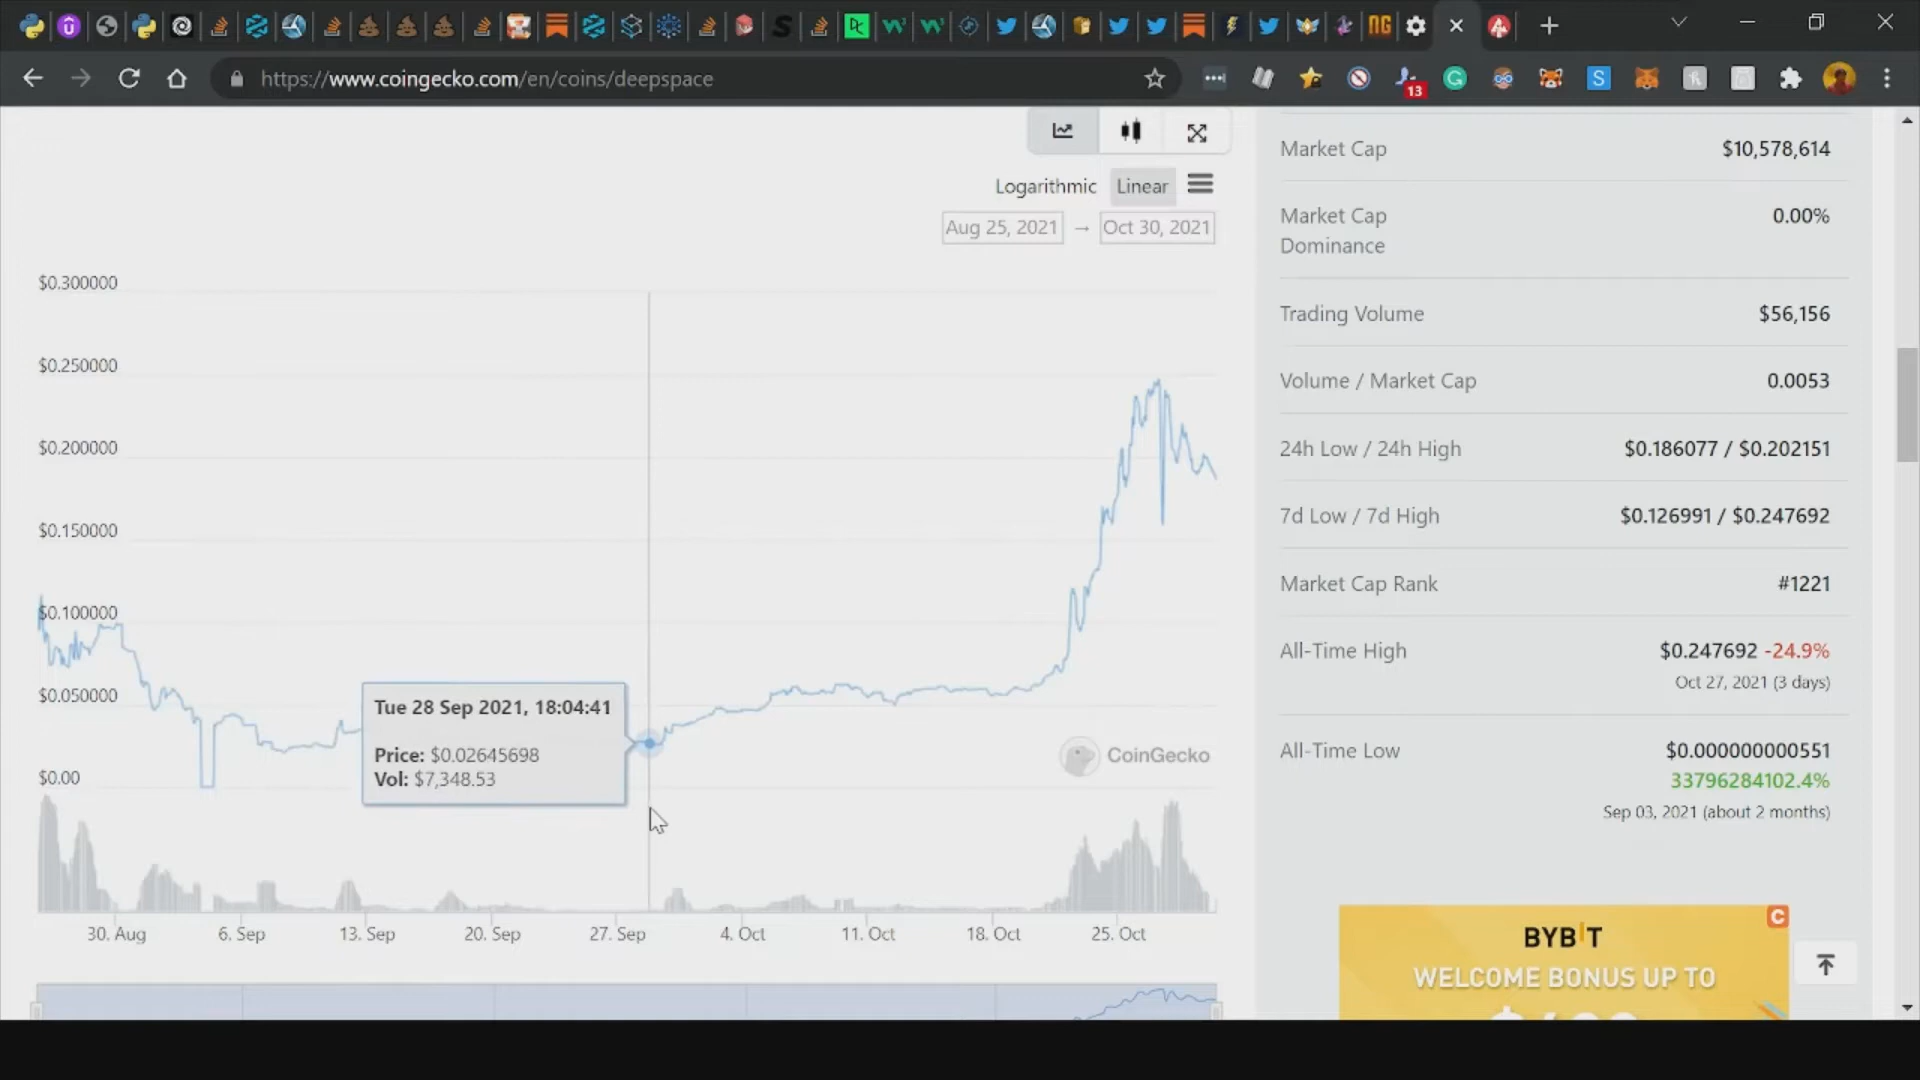 https://www.coingecko.com/en/coins/deepspace
13
Logarithmic Linear
Aug 25, 2021 → Oct 30, 2021
$0.300000
$0.250000
$0.200000
$0.150000
$0.100000
$0.050000
$0.00
Tue 28 Sep 2021, 18:04:41
Price: $0.02645698
Vol: $7,348.53
CoinGecko
30. Aug 6. Sep 13. Sep 20. Sep 27. Sep 4. Oct 11. Oct 18. Oct 25. Oct
Market Cap $10,578,614
Market Cap Dominance 0.00%
Trading Volume $56,156
Volume / Market Cap 0.0053
24h Low / 24h High $0.186077 / $0.202151
7d Low / 7d High $0.126991 / $0.247692
Market Cap Rank #1221
All-Time High $0.247692 -24.9%
Oct 27, 2021 (3 days)
All-Time Low $0.000000000551
33796284102.4%
Sep 03, 2021 (about 2 months)
BYBIT
WELCOME BONUS UP TO